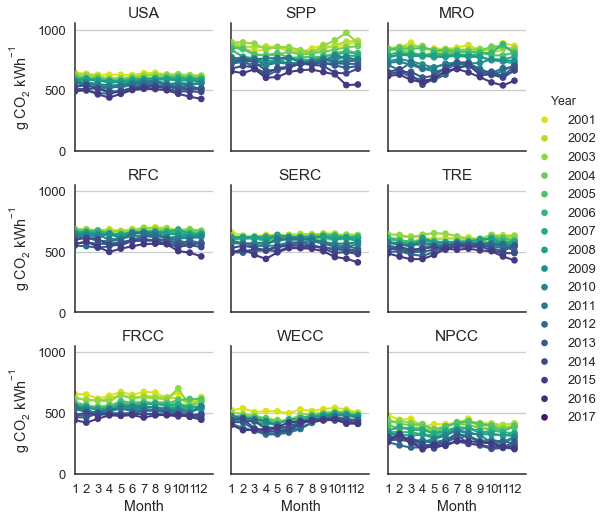 USA SPP MRO
1000
500
0
g CO2 kWh−1
RFC SERC TRE
1000
500
0
g CO2 kWh−1
FRCC WECC NPCC
1000
500
0
g CO2 kWh−1
1 2 3 4 5 6 7 8 9 10 11 12 1 2 3 4 5 6 7 8 9 10 11 12 1 2 3 4 5 6 7 8 9 10 11 12
Month Month Month
Year
2001
2002
2003
2004
2005
2006
2007
2008
2009
2010
2011
2012
2013
2014
2015
2016
2017